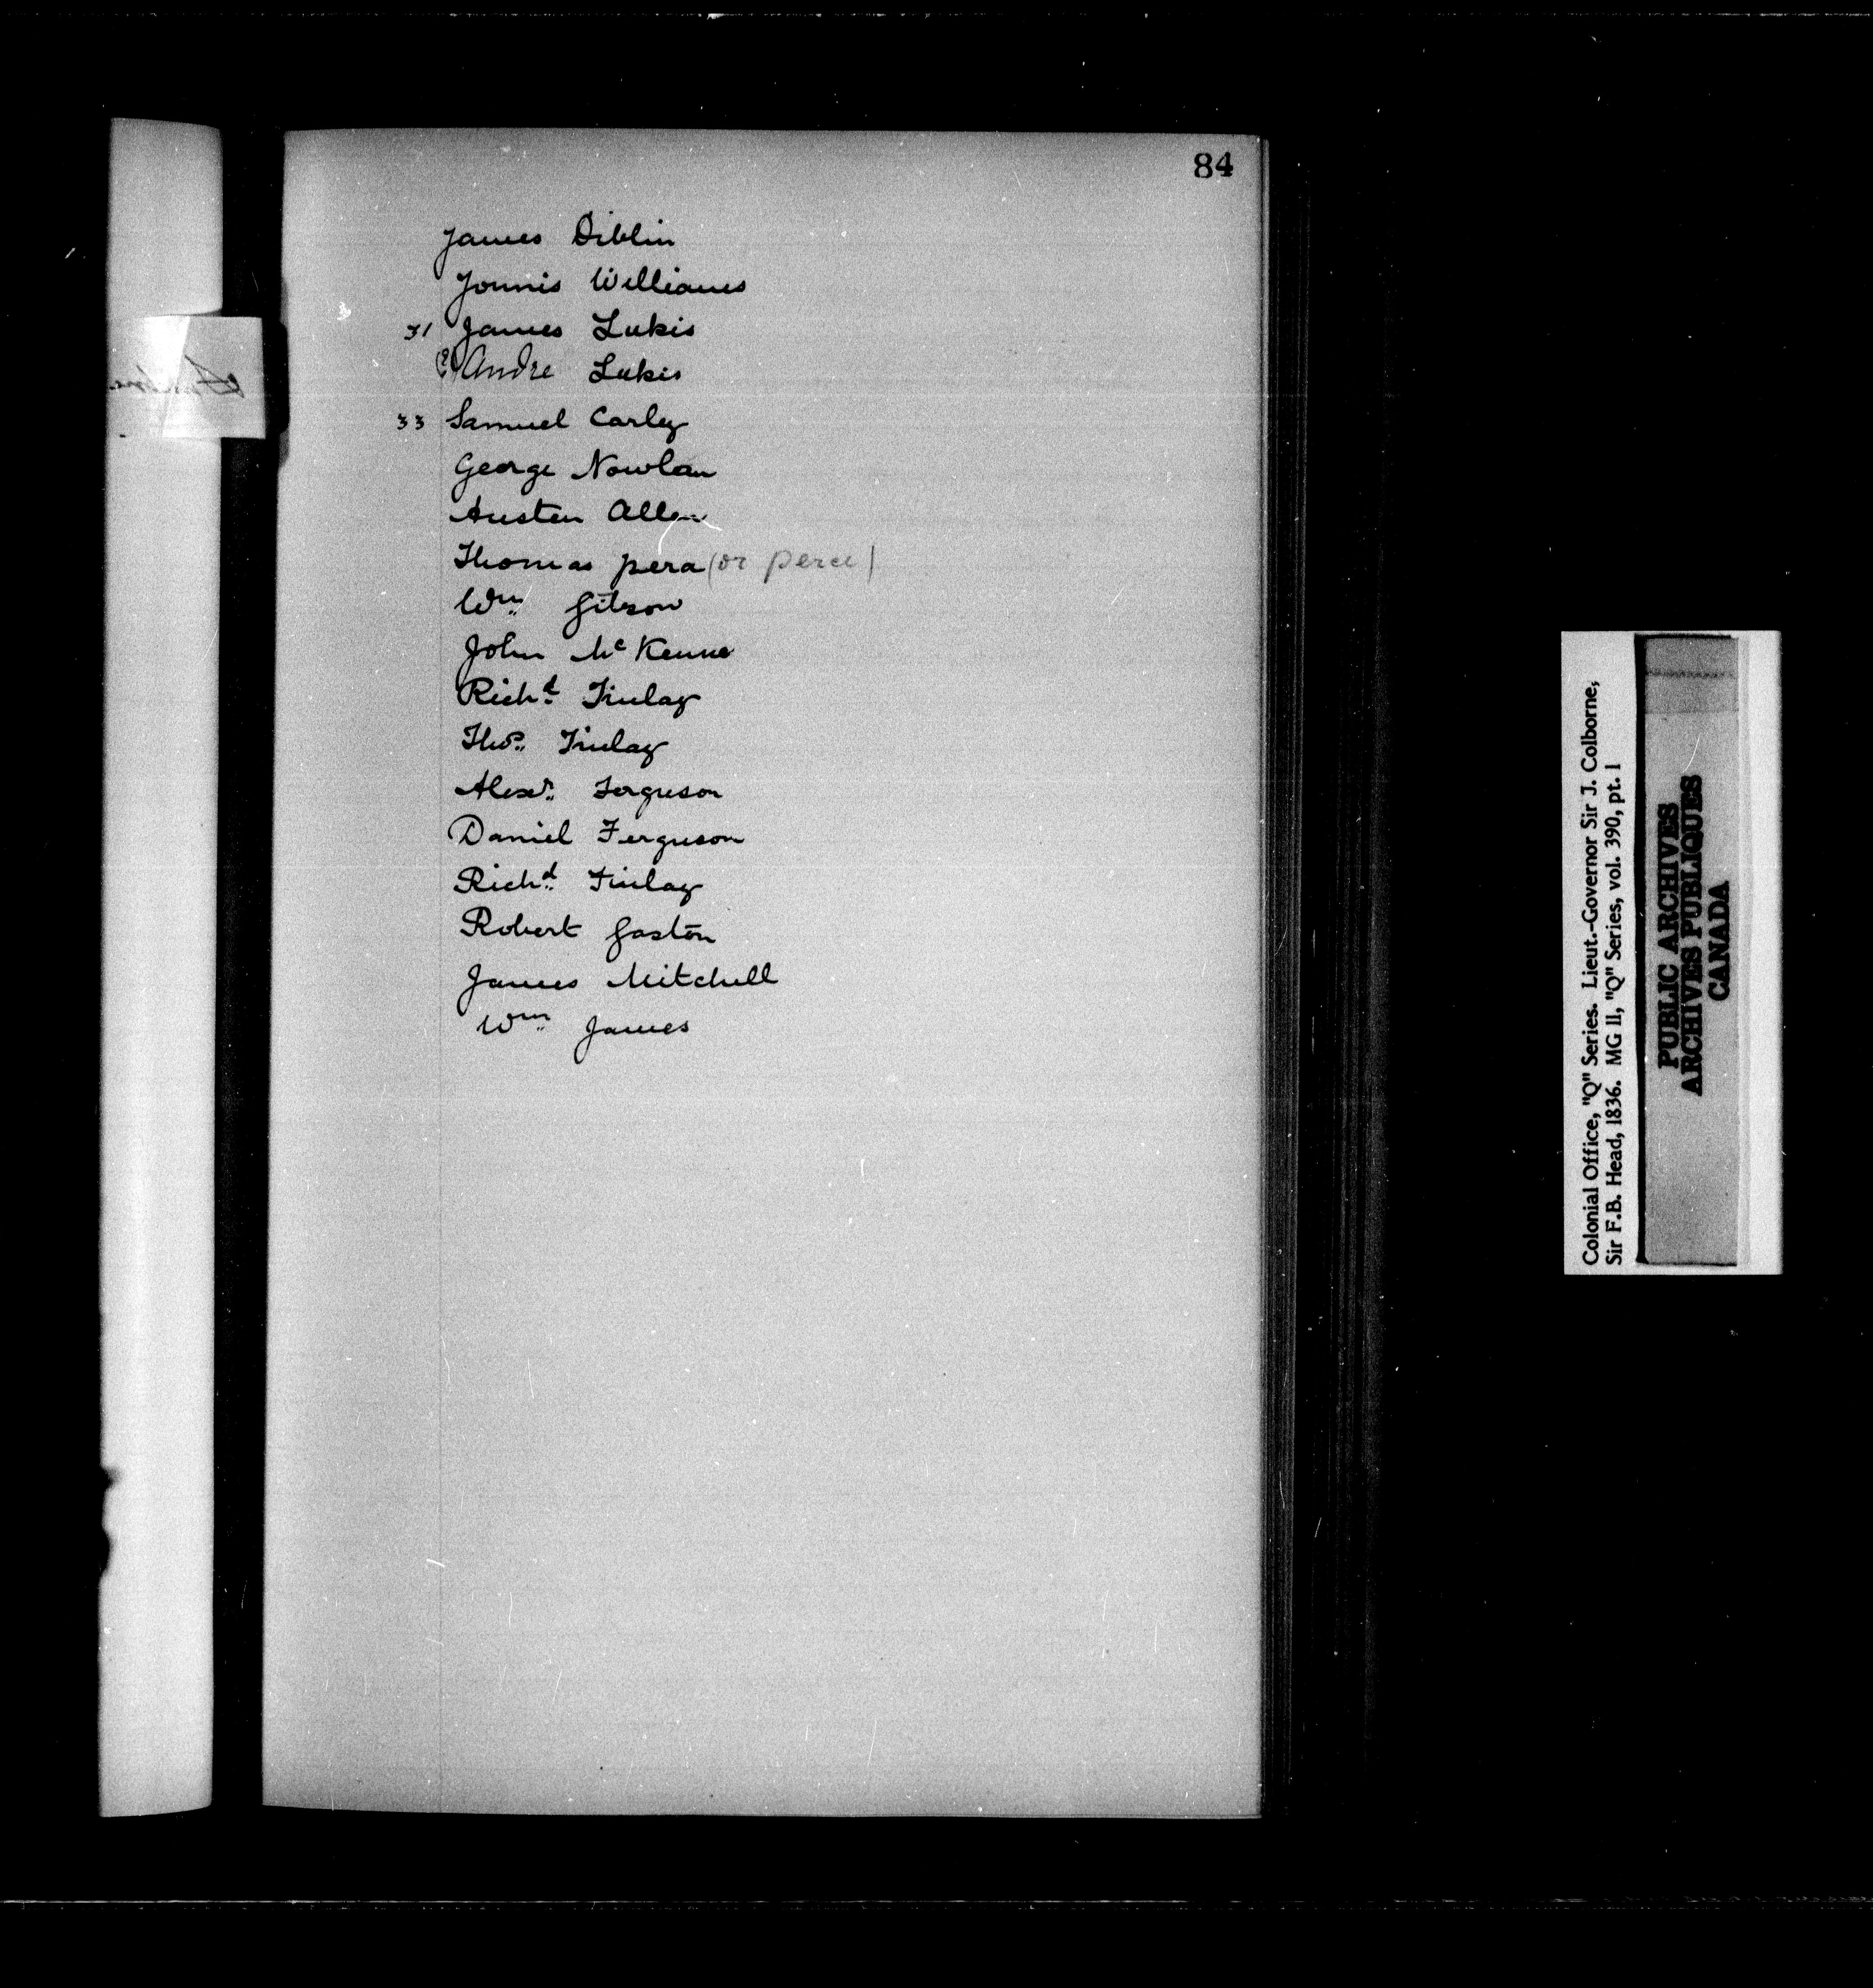 84
James Diblin
Jonnis Williams
31 James Lukis
(?) Andre Lukis
33 Samuel Carley
George Nowlan
Austen Allen
Thomas pera (or perce)
Wm Gibson
John McKenne
Richd Finlay
Thos. Finlay
Alexr. Ferguson
Daniel Ferguson
Richd. Finlay
Robert Gaston
James Mitchell
Wm James
Colonial Office, "Q" Series. Lieut.-Governor Sir J. Colborne,
Sir F.B. Head, 1836. MG 11, "Q" Series, vol. 390, pt. 1
PUBLIC ARCHIVES
ARCHIVES PUBLIQUES
CANADA